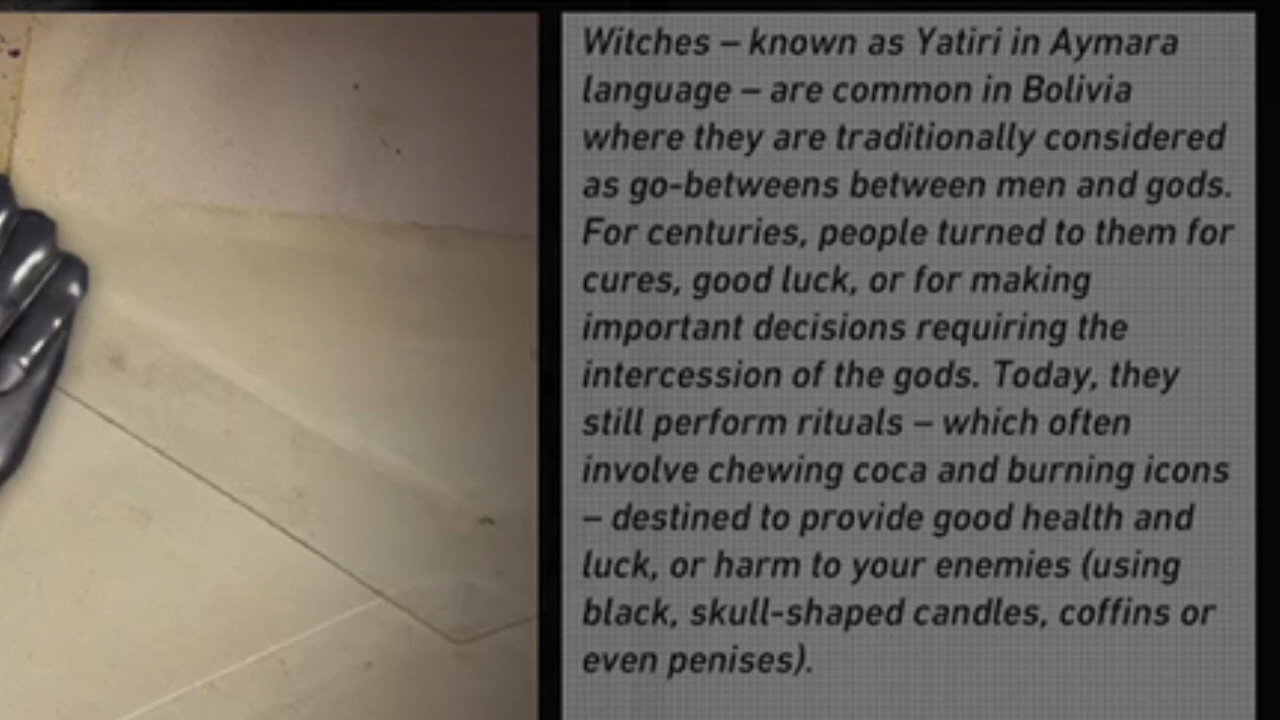 Witches – known as Yatiri in Aymara
language – are common in Bolivia
where they are traditionally considered
as go-betweens between men and gods.
For centuries, people turned to them for
cures, good luck, or for making
important decisions requiring the
intercession of the gods. Today, they
still perform rituals – which often
involve chewing coca and burning icons
– destined to provide good health and
luck, or harm to your enemies (using
black, skull-shaped candles, coffins or
even penises).